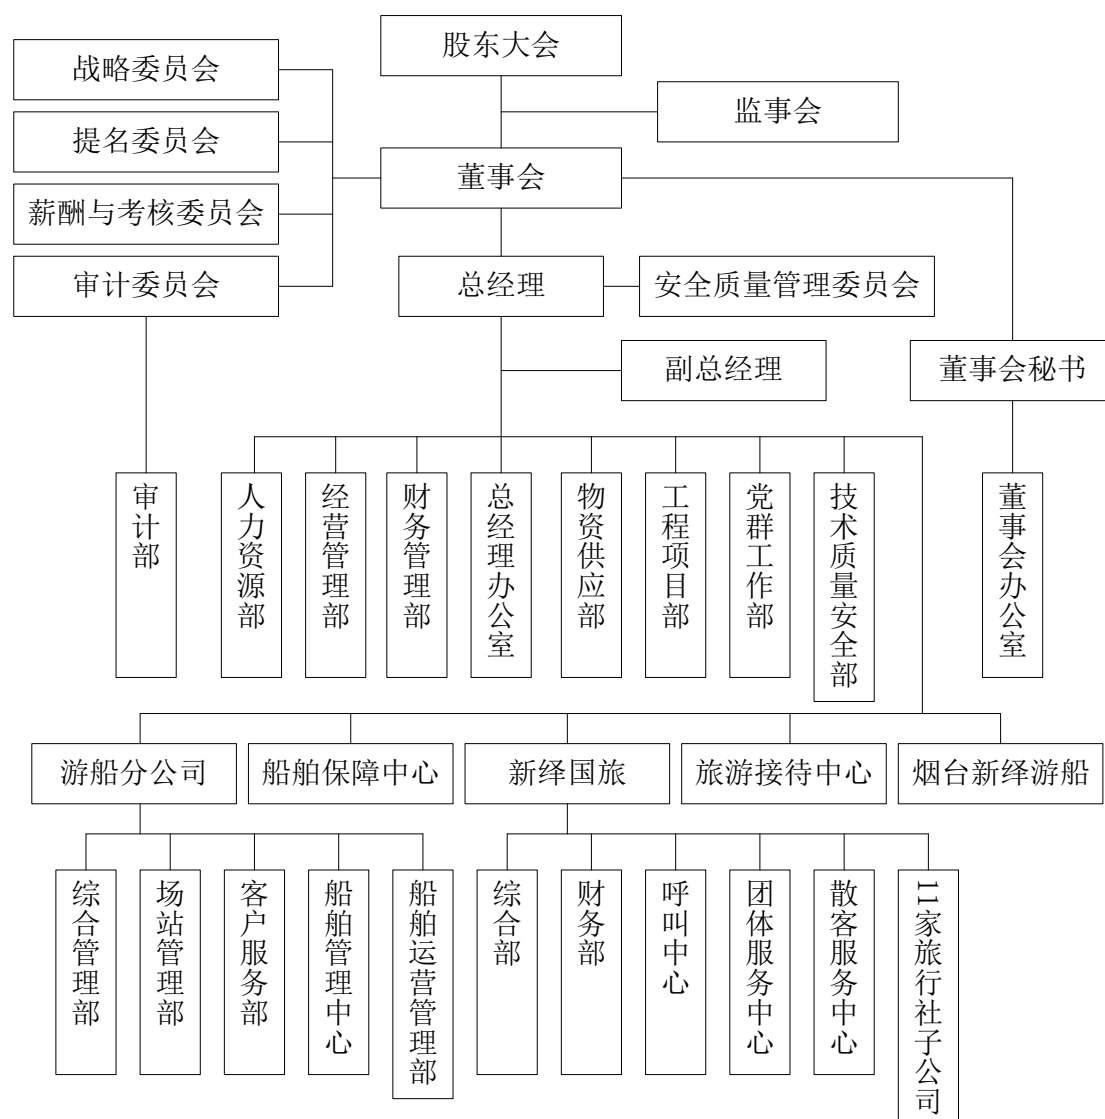 股东大会
战略委员会
监事会
提名委员会
董事会
薪酬与考核委员会
审计委员会
总经理
安全质量管理委员会
副总经理
董事会秘书
审计部
人力资源部
经营管理部
财务管理部
总经理办公室
物资供应部
工程项目部
党群工作部
技术质量安全部
董事会办公室
游船分公司
船舶保障中心
新绎国旅
旅游接待中心
烟台新绎游船
综合管理部
场站管理部
客户服务部
船舶管理中心
船舶运营管理部
综合部
财务部
呼叫中心
团体服务中心
散客服务中心
11家旅行社子公司